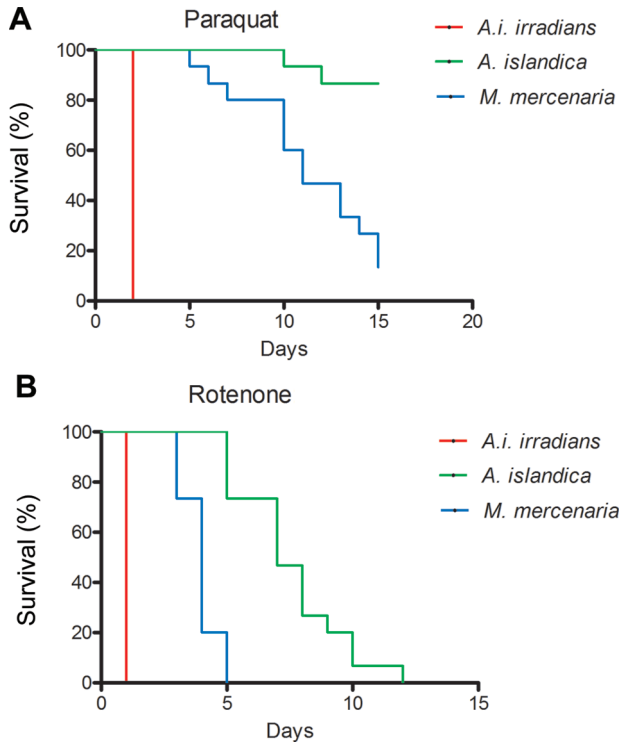 A
Paraquat
Survival (%)
100
80
60
40
20
0
0 5 10 15 20
Days
A.i. irradians
A. islandica
M. mercenaria
B
Rotenone
Survival (%)
100
80
60
40
20
0
0 5 10 15
Days
A.i. irradians
A. islandica
M. mercenaria